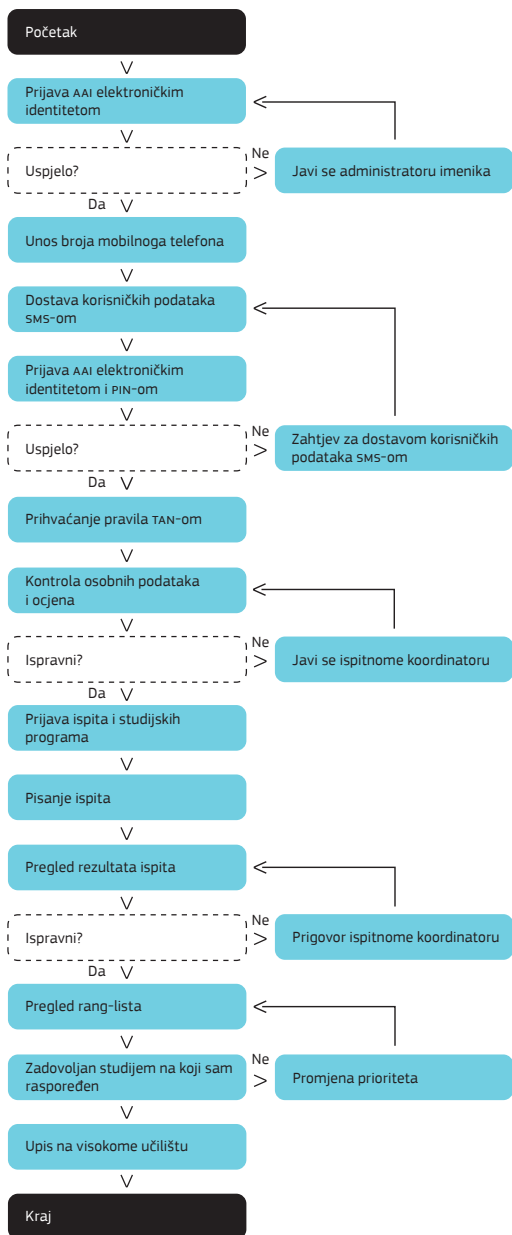 Početak
Prijava AAI elektroničkim
identitetom
Uspjelo?
Ne
Javi se administratoru imenika
Da
Unos broja mobilnoga telefona
Dostava korisničkih podataka
SMS-om
Prijava AAI elektroničkim
identitetom i PIN-om
Uspjelo?
Ne
Zahtjev za dostavom korisničkih
podataka SMS-om
Da
Prihvaćanje pravila TAN-om
Kontrola osobnih podataka
i ocjena
Ispravni?
Ne
Javi se ispitnome koordinatoru
Da
Prijava ispita i studijskih
programa
Pisanje ispita
Pregled rezultata ispita
Ispravni?
Ne
Prigovor ispitnome koordinatoru
Da
Pregled rang-lista
Zadovoljan studijem na koji sam
raspoređen
Ne
Promjena prioriteta
Upis na visokome učilištu
Kraj